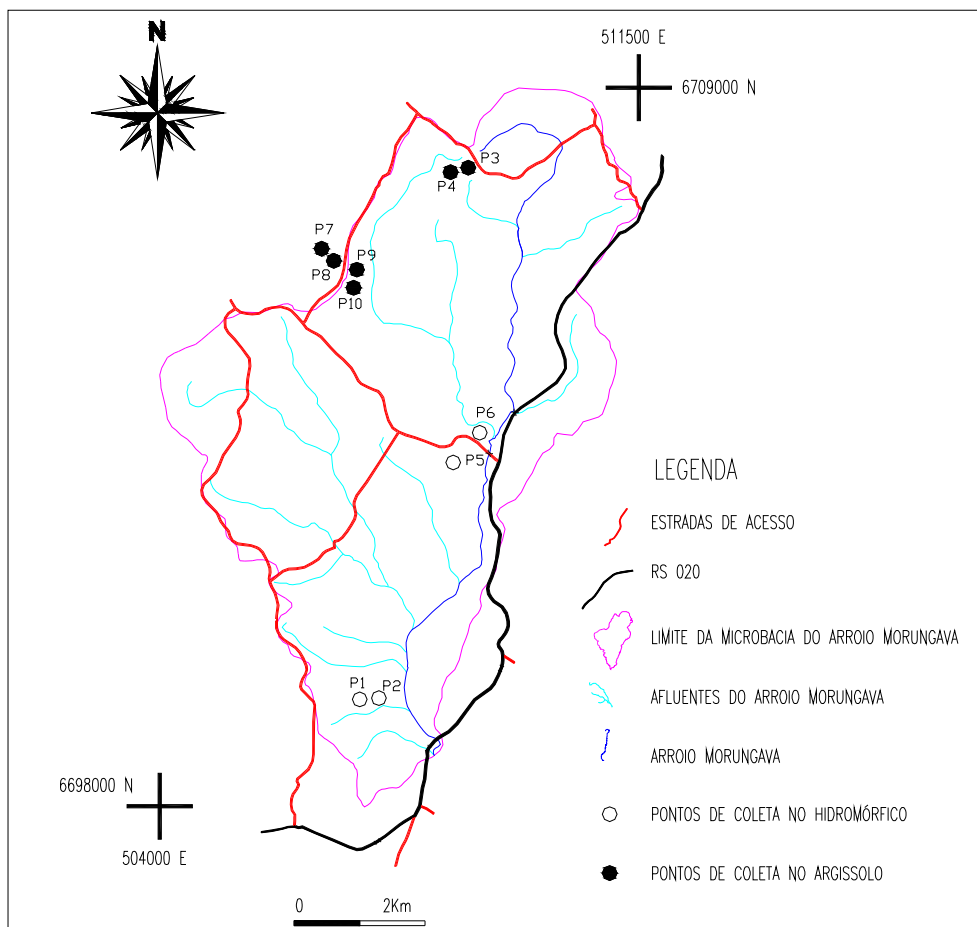 N
511500 E
6709000 N
P3
P4
P7
P8
P9
P10
P6
P5
P1
P2
LEGENDA
ESTRADAS DE ACESSO
RS 020
LIMITE DA MICROBACIA DO ARROIO MORUNGAVA
AFLUENTES DO ARROIO MORUNGAVA
ARROIO MORUNGAVA
PONTOS DE COLETA NO HIDROMÓRFICO
PONTOS DE COLETA NO ARGISSOLO
6698000 N
504000 E
0 2Km